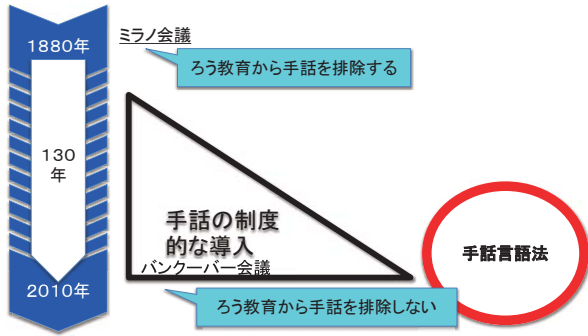 1880年
ミラノ会議
ろう教育から手話を排除する
130
年
手話の制度
的な導入
バンクーバー会議
手話言語法
2010年
ろう教育から手話を排除しない